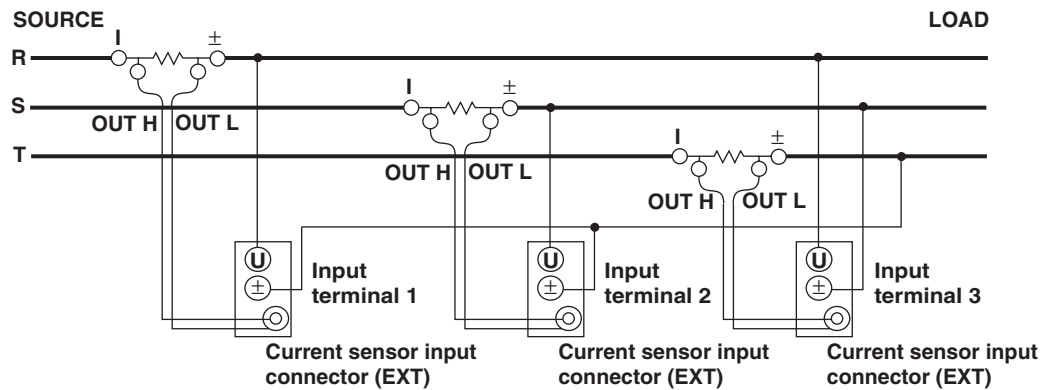 SOURCE
LOAD
I
±
R
I
±
S
OUT H
OUT L
I
±
T
OUT H
OUT L
OUT H
OUT L
U
±
Input
terminal 1
U
±
Input
terminal 2
U
±
Input
terminal 3
Current sensor input
connector (EXT)
Current sensor input
connector (EXT)
Current sensor input
connector (EXT)